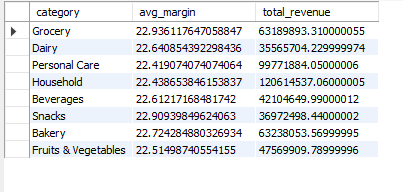 category avg_margin total_revenue
Grocery 22.936117647058847 63189893.310000055
Dairy 22.640854392298436 35565704.229999974
Personal Care 22.419074074074064 99771884.05000006
Household 22.438653846153837 120614537.06000005
Beverages 22.61217168481742 42104649.99000012
Snacks 22.90939849624063 36972498.44000002
Bakery 22.724284880326934 63238053.56999995
Fruits & Vegetables 22.51498740554155 47569909.78999996